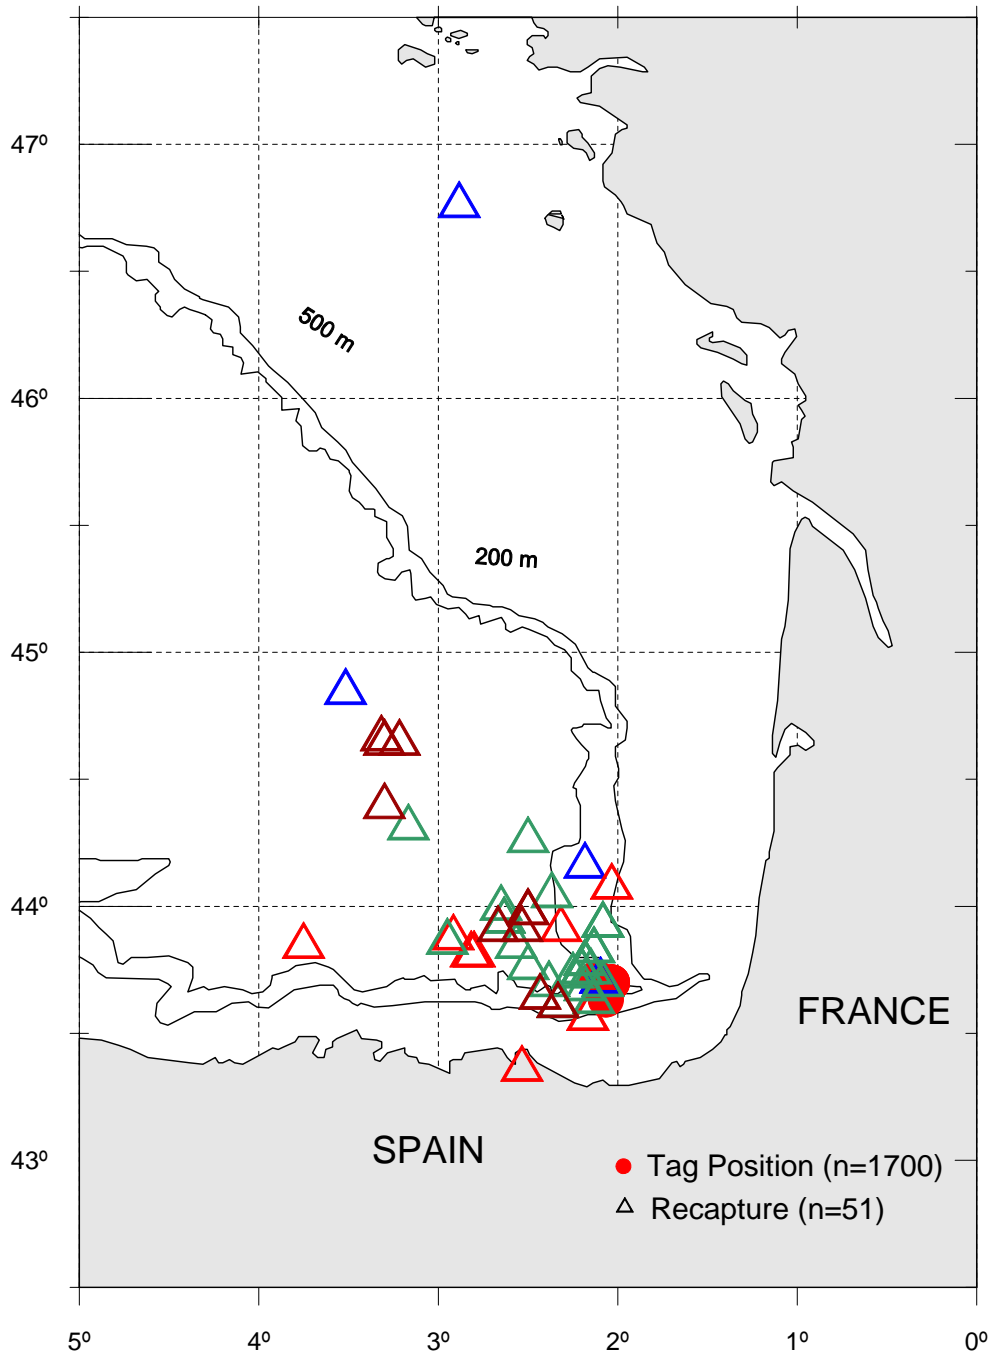 47º
500 m
46º
200 m
45º
44º
FRANCE
SPAIN
43º
Tag Position (n=1700)
Recapture (n=51)
5º 4º 3º 2º 1º 0º